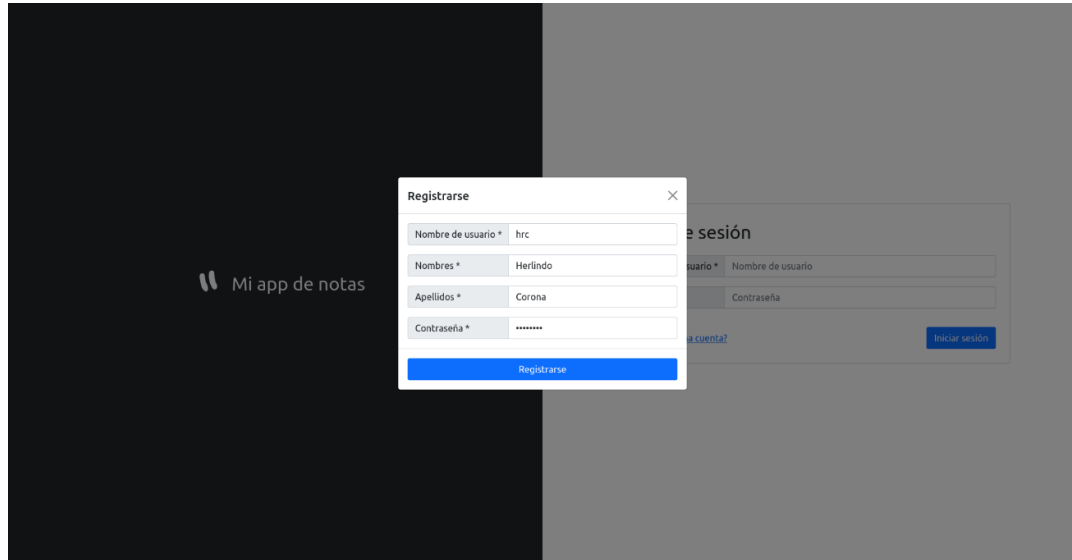 Mi app de notas
Registrarse
Nombre de usuario * hrc
Nombres * Herlindo
Apellidos * Corona
Contraseña * ••••••••
Registrarse
sesión
* Nombre de usuario
Contraseña
cuenta?
Iniciar sesión